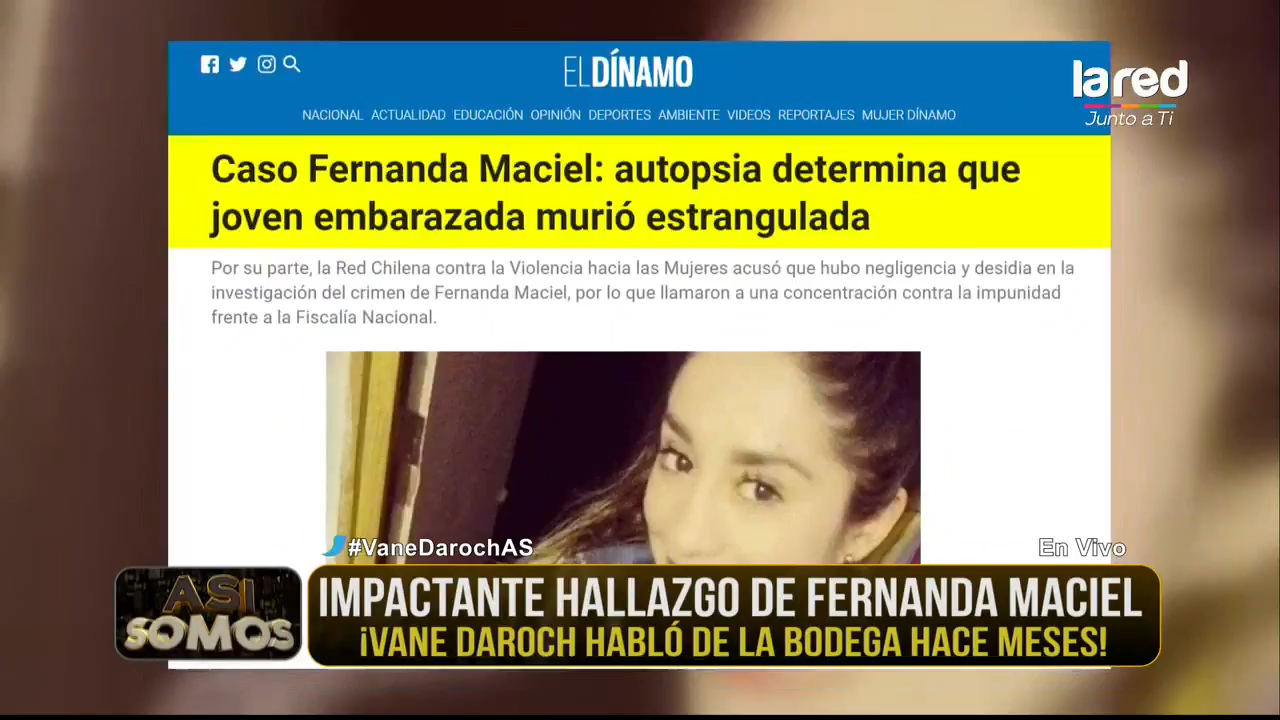 EL DÍNAMO
lared
Junto a Ti
NACIONAL ACTUALIDAD EDUCACIÓN OPINIÓN DEPORTES AMBIENTE VIDEOS REPORTAJES MUJER DÍNAMO
Caso Fernanda Maciel: autopsia determina que
joven embarazada murió estrangulada
Por su parte, la Red Chilena contra la Violencia hacia las Mujeres acusó que hubo negligencia y desidia en la
investigación del crimen de Fernanda Maciel, por lo que llamaron a una concentración contra la impunidad
frente a la Fiscalía Nacional.
#VaneDarochAS
En Vivo
ASI
SOMOS
IMPACTANTE HALLAZGO DE FERNANDA MACIEL
¡VANE DAROCH HABLÓ DE LA BODEGA HACE MESES!